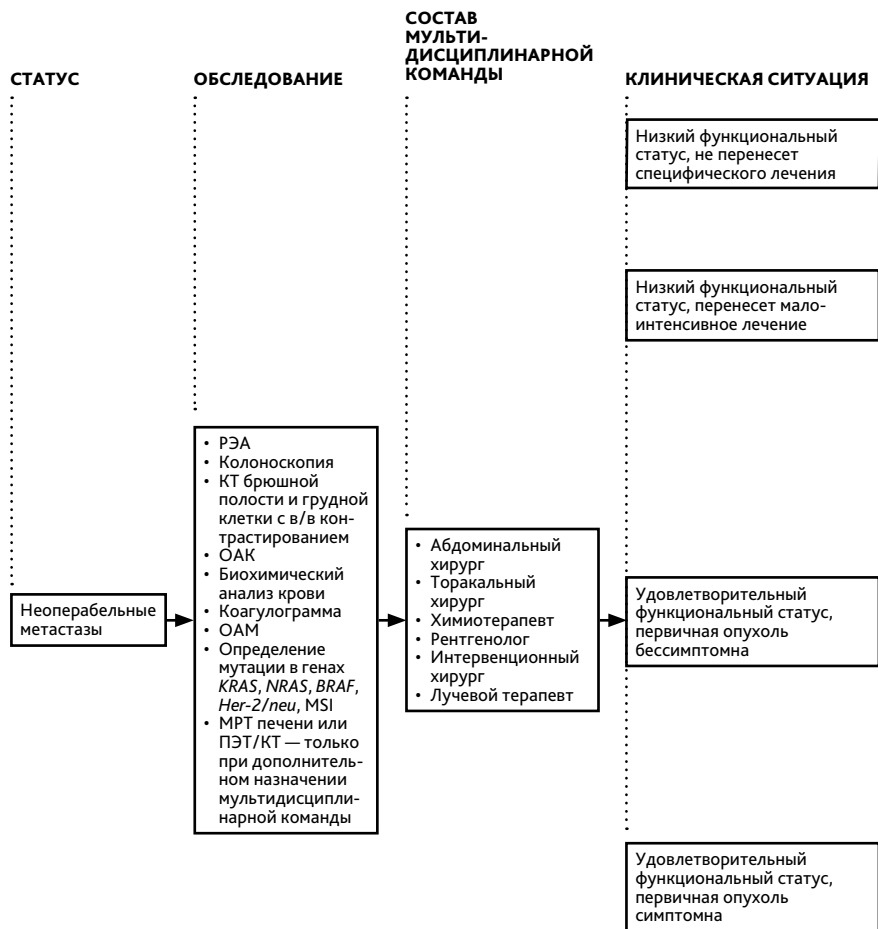 СТАТУС
ОБСЛЕДОВАНИЕ
СОСТАВ
МУЛЬТИ-
ДИСЦИПЛИНАРНОЙ
КОМАНДЫ
КЛИНИЧЕСКАЯ СИТУАЦИЯ
Неоперабельные
метастазы
• РЭА
• Колоноскопия
• КТ брюшной
полости и грудной
клетки с в/в кон-
трастированием
• ОАК
• Биохимический
анализ крови
• Коагулограмма
• ОАМ
• Определение
мутации в генах
KRAS, NRAS, BRAF,
Her-2/neu, MSI
• МРТ печени или
ПЭТ/КТ — только
при дополнитель-
ном назначении
мультидисципли-
нарной команды
• Абдоминальный
хирург
• Торакальный
хирург
• Химиотерапевт
• Рентгенолог
• Интервенционный
хирург
• Лучевой терапевт
Низкий функциональный
статус, не перенесет
специфического лечения
Низкий функциональный
статус, перенесет мало-
интенсивное лечение
Удовлетворительный
функциональный статус,
первичная опухоль
бессимптомна
Удовлетворительный
функциональный статус,
первичная опухоль
симптомна